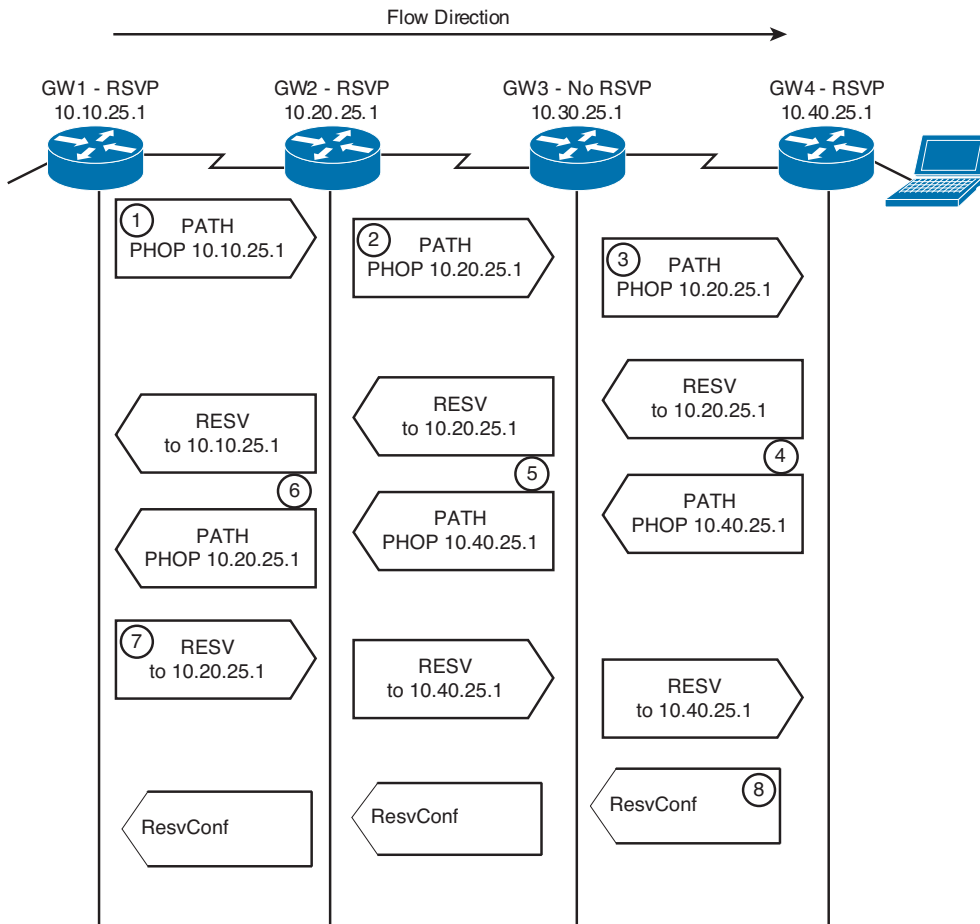 Flow Direction
GW1 - RSVP
10.10.25.1
GW2 - RSVP
10.20.25.1
GW3 - No RSVP
10.30.25.1
GW4 - RSVP
10.40.25.1
1
PATH
PHOP 10.10.25.1
2
PATH
PHOP 10.20.25.1
3
PATH
PHOP 10.20.25.1
RESV
to 10.20.25.1
4
PATH
PHOP 10.40.25.1
RESV
to 10.20.25.1
5
PATH
PHOP 10.40.25.1
RESV
to 10.10.25.1
6
PATH
PHOP 10.20.25.1
7
RESV
to 10.20.25.1
RESV
to 10.40.25.1
RESV
to 10.40.25.1
ResvConf
8
ResvConf
ResvConf